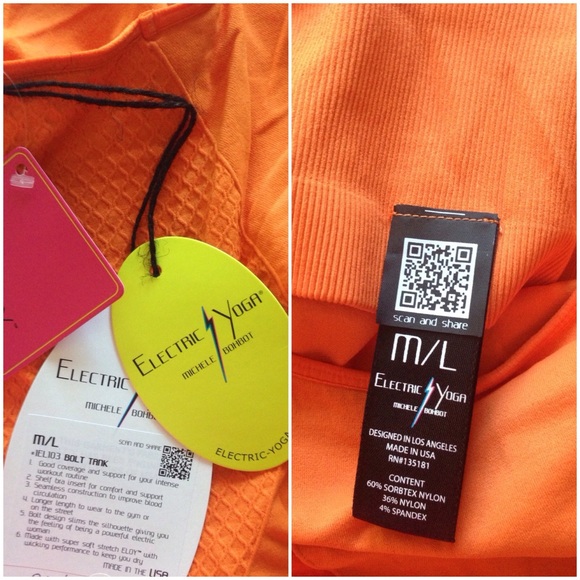 ELECTRIC YOGA®
MICHELE BOHBOT
ELECTRIC-YOGA
ELECTRIC
MICHELE BOHBO
M/L
SCAN AND SHARE
#1EL103 BOLT TANK
1. Good coverage and support for your intense
workout routine
2. Shelf bra insert for comfort and support
3. Seamless construction to improve blood
circulation
4. Longer length to wear to the gym or
on the street
5. Bolt design slims the silhouette giving you
the feeling of being a powerful electric
woman
6. Made with super soft stretch ELOY™ with
wicking performance to keep you dry
MADE IN THE USA
scan and share
M/L
ELECTRIC YOGA
MICHELE BOHBOT
DESIGNED IN LOS ANGELES
MADE IN USA
RN#135181
CONTENT
60% SORBTEX NYLON
36% NYLON
4% SPANDEX